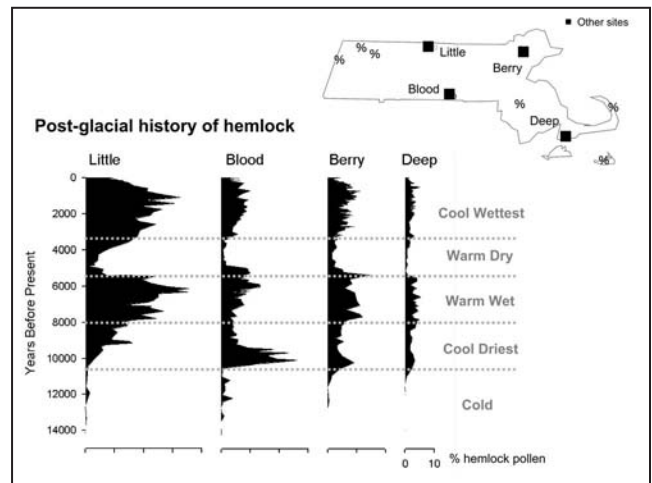 ■ Other sites
% % %
Little
Berry
Blood
% %
Deep
%
Post-glacial history of hemlock
Little Blood Berry Deep
Years Before Present
0
2000
4000
6000
8000
10000
12000
14000
Cool Wettest
Warm Dry
Warm Wet
Cool Driest
Cold
0 10
% hemlock pollen